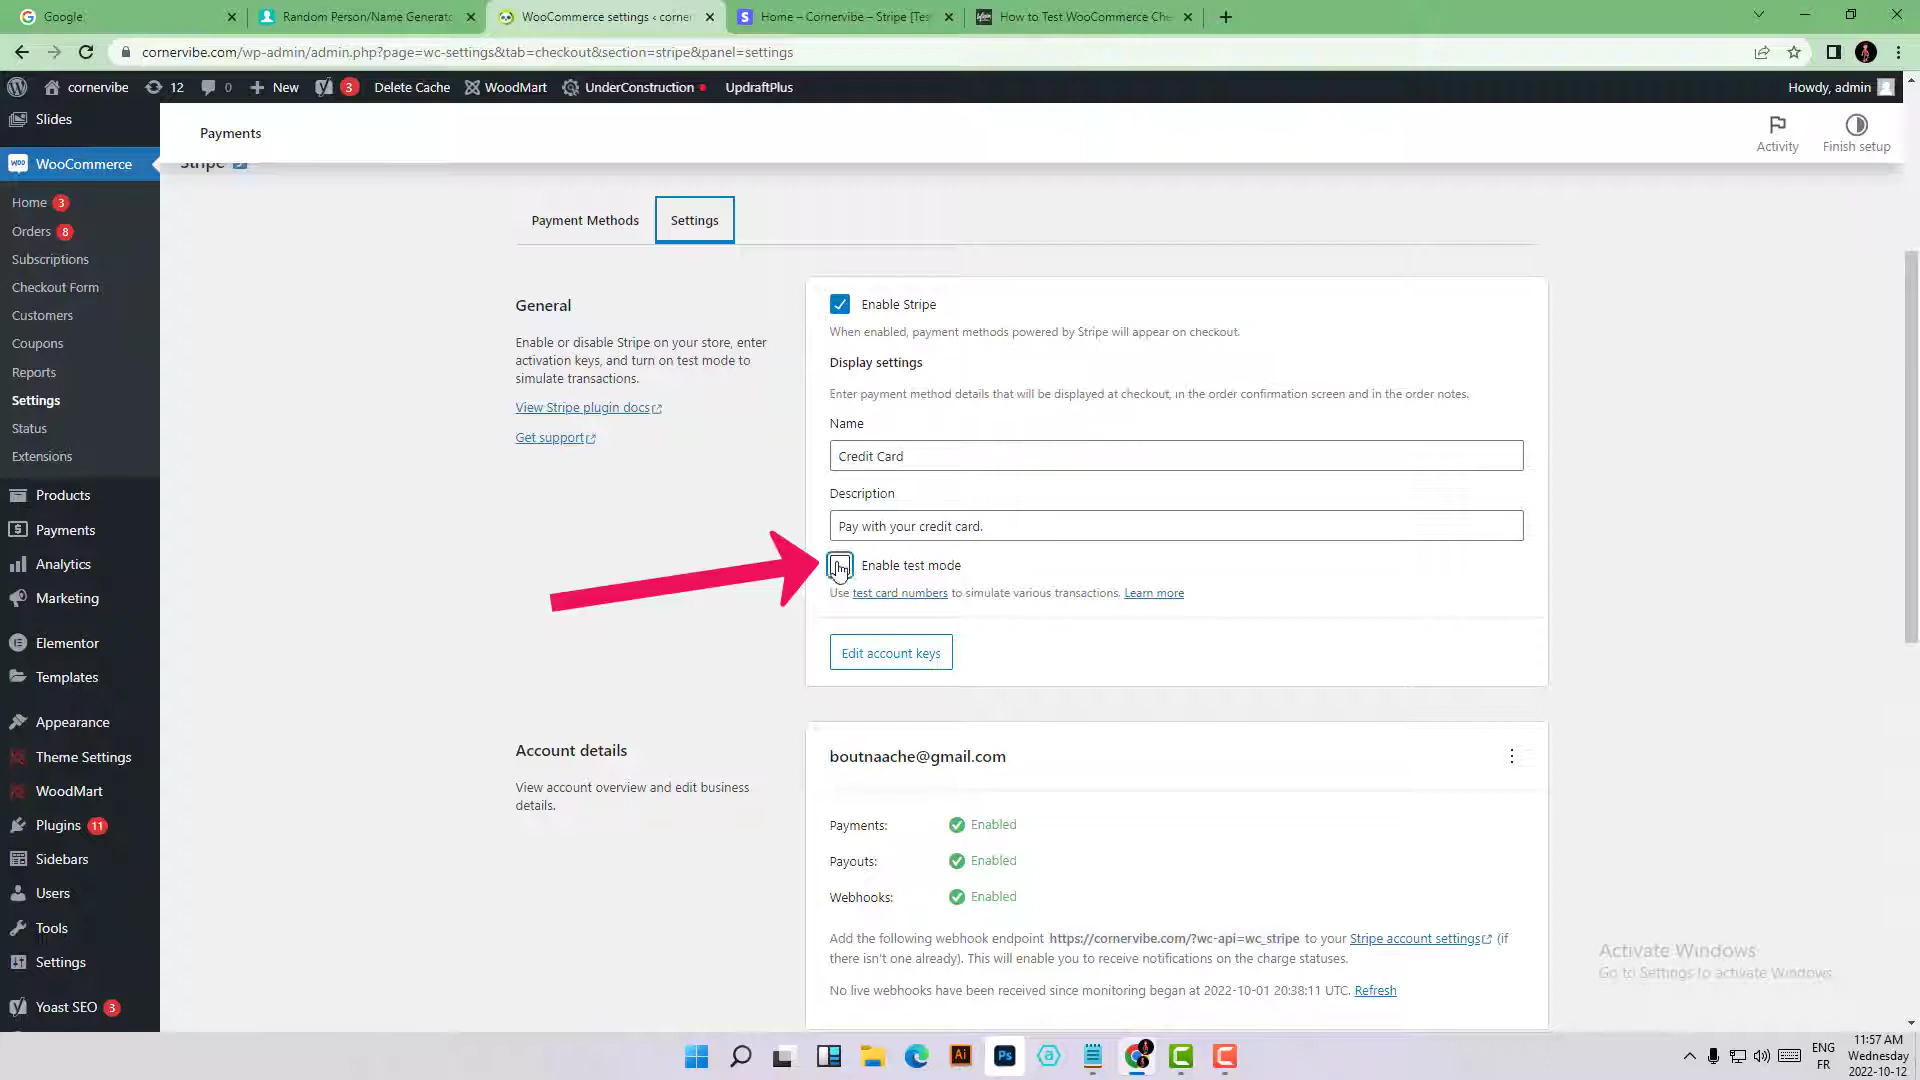 Google
Random Person/Name Generato
WooCommerce settings ‹ corner
Home – Cornervibe – Stripe [Tes
How to Test WooCommerce Che
cornervibe.com/wp-admin/admin.php?page=wc-settings&tab=checkout&section=stripe&panel=settings
cornervibe
12
0
New
3
Delete Cache
WoodMart
UnderConstruction
UpdraftPlus
Howdy, admin
Slides
Payments
Activity
Finish setup
WooCommerce
Stripe
Home 3
Orders 8
Subscriptions
Checkout Form
Customers
Coupons
Reports
Settings
Status
Extensions
Products
Payments
Analytics
Marketing
Elementor
Templates
Appearance
Theme Settings
WoodMart
Plugins 11
Sidebars
Users
Tools
Settings
Yoast SEO 3
Payment Methods
Settings
General
Enable or disable Stripe on your store, enter
activation keys, and turn on test mode to
simulate transactions.
View Stripe plugin docs
Get support
Enable Stripe
When enabled, payment methods powered by Stripe will appear on checkout.
Display settings
Enter payment method details that will be displayed at checkout, in the order confirmation screen and in the order notes.
Name
Credit Card
Description
Pay with your credit card.
Enable test mode
Use test card numbers to simulate various transactions. Learn more
Edit account keys
Account details
View account overview and edit business
details.
boutnaache@gmail.com
Payments: Enabled
Payouts: Enabled
Webhooks: Enabled
Add the following webhook endpoint https://cornervibe.com/?wc-api=wc_stripe to your Stripe account settings (if
there isn't one already). This will enable you to receive notifications on the charge statuses.
No live webhooks have been received since monitoring began at 2022-10-01 20:38:11 UTC. Refresh
Activate Windows
Go to Settings to activate Windows.
Ai
Ps
ENG
FR
11:57 AM
Wednesday
2022-10-12